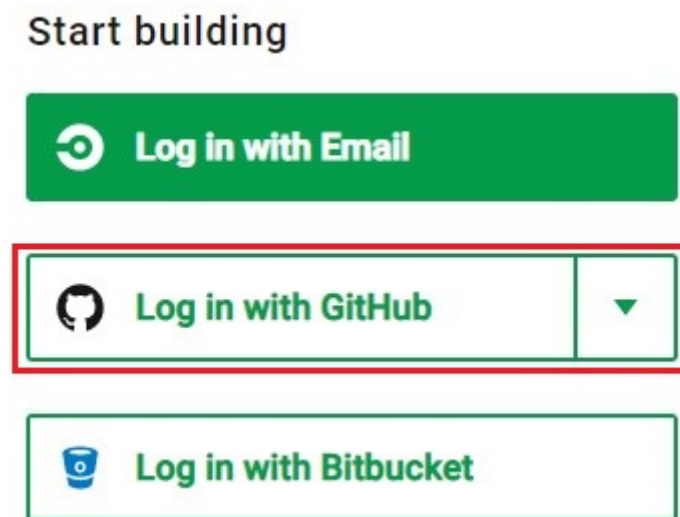 Start building
Log in with Email
Log in with GitHub
Log in with Bitbucket